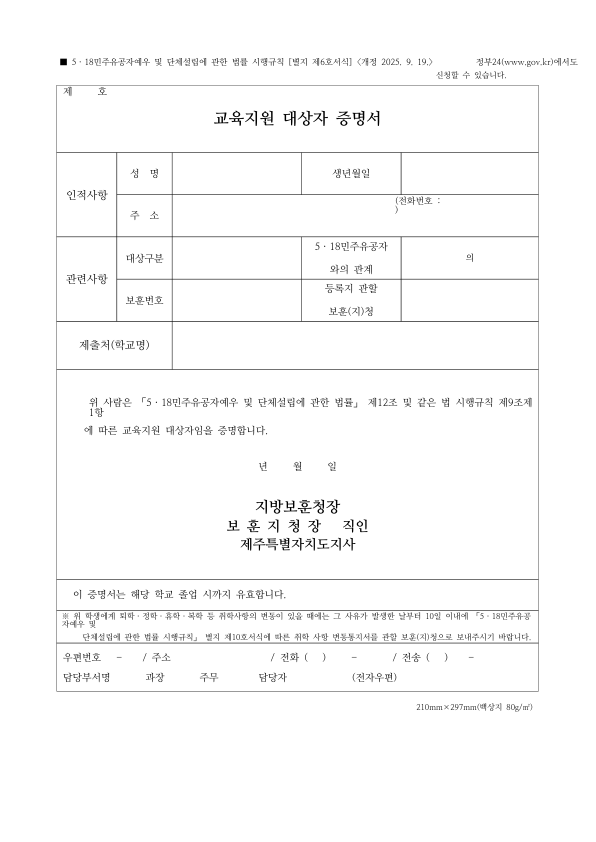 ■ 5ㆍ18민주유공자예우 및 단체설립에 관한 법률 시행규칙 [별지 제6호서식] <개정 2025. 9. 19.>
정부24(www.gov.kr)에서도
신청할 수 있습니다.
제 호
교육지원 대상자 증명서
인적사항
성 명
생년월일
주 소
(전화번호 :
)
관련사항
대상구분
5ㆍ18민주유공자
와의 관계
의
보훈번호
등록지 관할
보훈(지)청
제출처(학교명)
위 사람은 「5ㆍ18민주유공자예우 및 단체설립에 관한 법률」 제12조 및 같은 법 시행규칙 제9조제
1항
에 따른 교육지원 대상자임을 증명합니다.
년 월 일
지방보훈청장
보 훈 지 청 장 직인
제주특별자치도지사
이 증명서는 해당 학교 졸업 시까지 유효합니다.
※ 위 학생에게 퇴학ㆍ정학ㆍ휴학ㆍ복학 등 취학사항의 변동이 있을 때에는 그 사유가 발생한 날부터 10일 이내에 「5ㆍ18민주유공
자예우 및
단체설립에 관한 법률 시행규칙」 별지 제10호서식에 따른 취학 사항 변동통지서를 관할 보훈(지)청으로 보내주시기 바랍니다.
우편번호 - / 주소 / 전화 ( ) - / 전송 ( ) -
담당부서명 과장 주무 담당자 (전자우편)
210mm×297mm(백상지 80g/㎡)